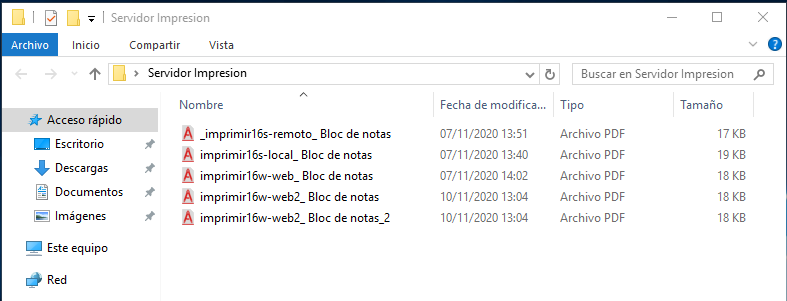 Servidor Impresion
Archivo Inicio Compartir Vista
Servidor Impresion Buscar en Servidor Impresion
Nombre Fecha de modifica... Tipo Tamaño
Acceso rápido
Escritorio
Descargas
Documentos
Imágenes
Este equipo
Red
_imprimir16s-remoto_ Bloc de notas 07/11/2020 13:51 Archivo PDF 17 KB
imprimir16s-local_ Bloc de notas 07/11/2020 13:40 Archivo PDF 19 KB
imprimir16w-web_ Bloc de notas 07/11/2020 14:02 Archivo PDF 18 KB
imprimir16w-web2_ Bloc de notas 10/11/2020 13:04 Archivo PDF 18 KB
imprimir16w-web2_ Bloc de notas_2 10/11/2020 13:04 Archivo PDF 18 KB